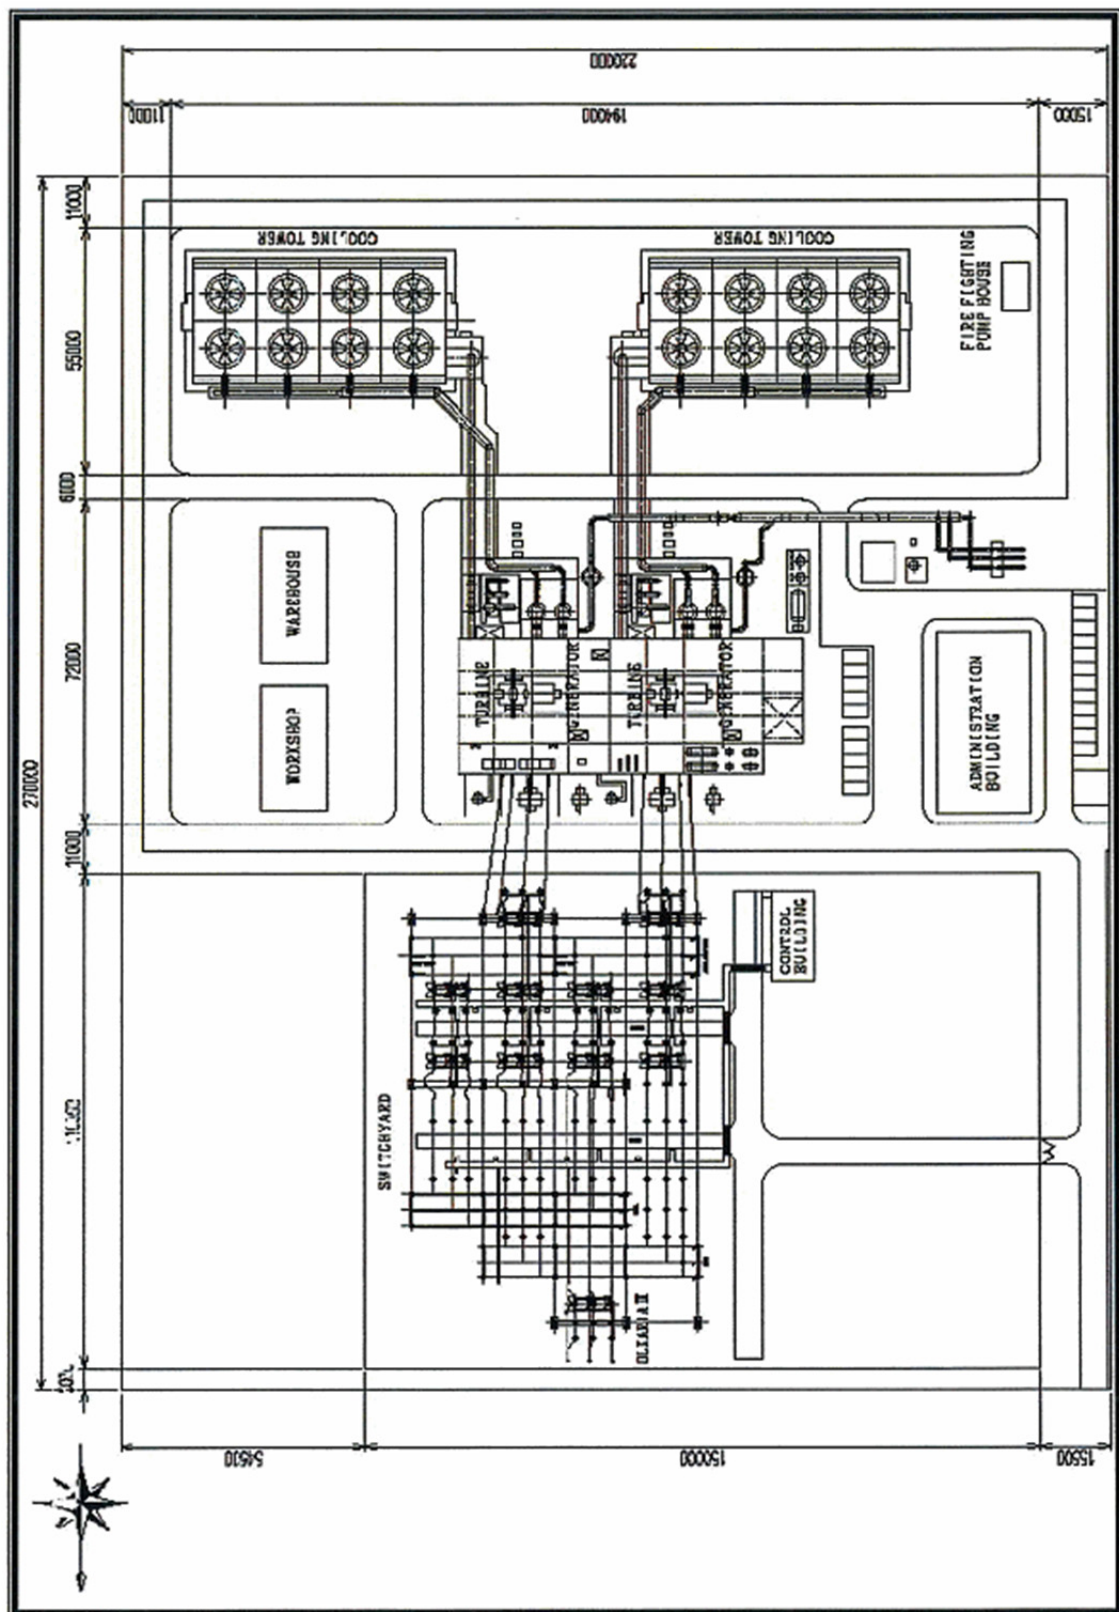 220000
11000
194000
15000
270000
11000
55000
6000
72000
11000
COOLING TOWER
COOLING TOWER
FIRE FIGHTING
PUMP HOUSE
WAREHOUSE
WORKSHOP
TURBINE
GENERATOR
TURBINE
GENERATOR
ADMINISTRATION
BUILDING
CONTROL
BUILDING
SWITCHYARD
54500
150000
15500